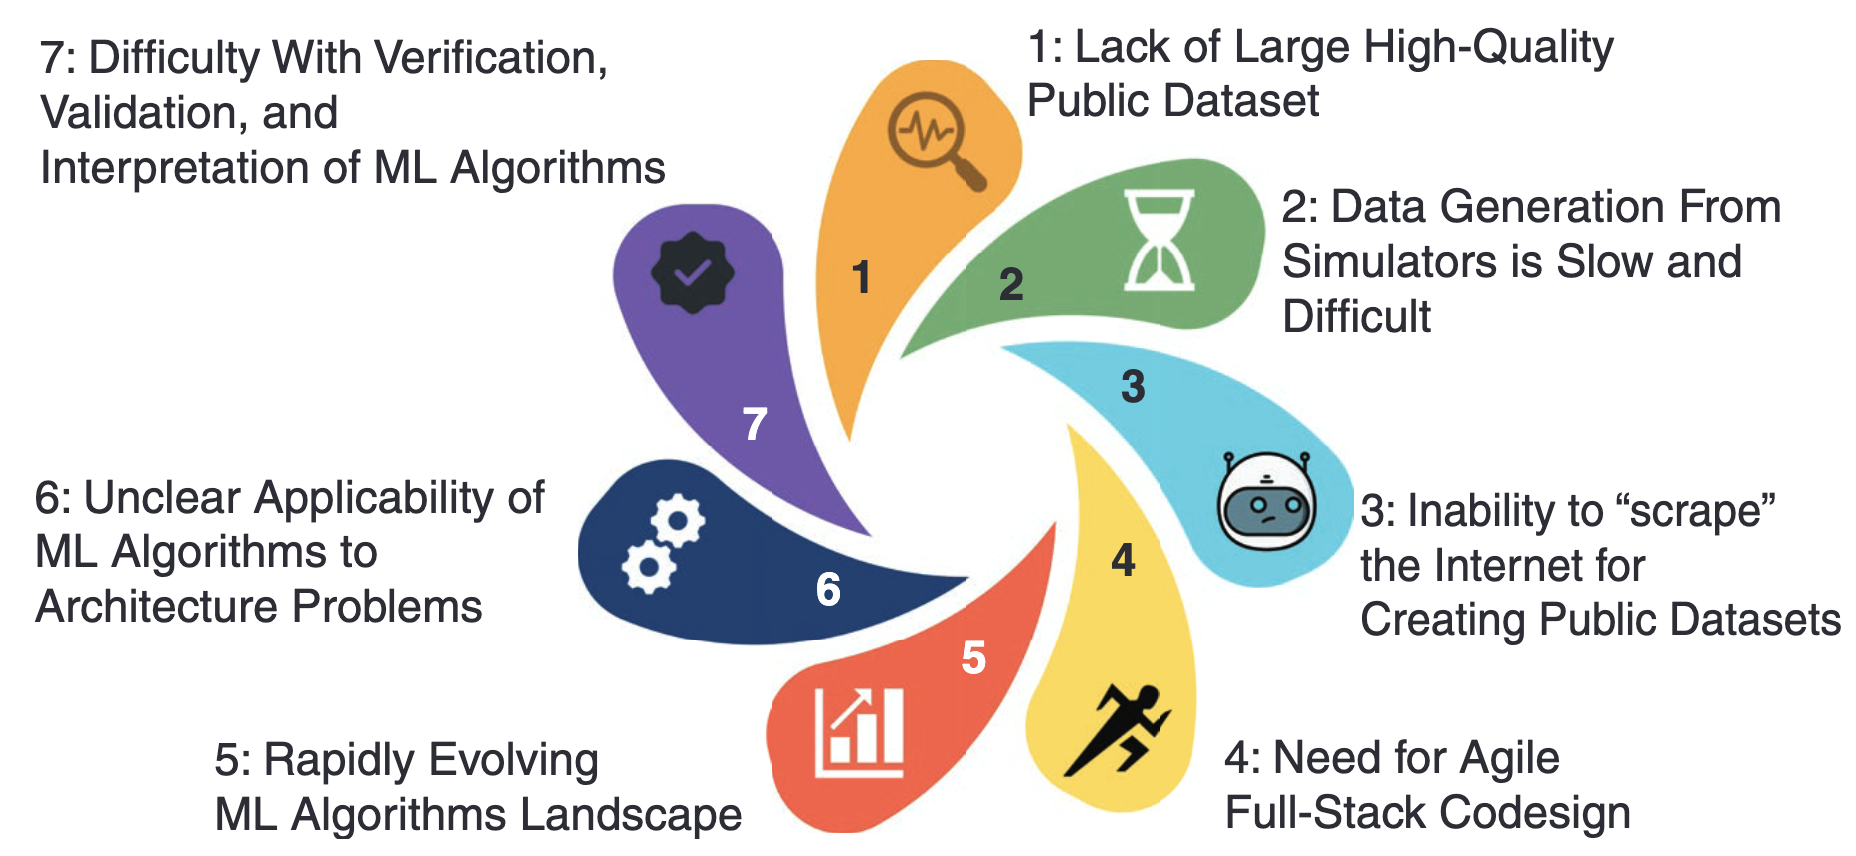 1: Lack of Large High-Quality
Public Dataset
2: Data Generation From
Simulators is Slow and
Difficult
3: Inability to “scrape”
the Internet for
Creating Public Datasets
4: Need for Agile
Full-Stack Codesign
5: Rapidly Evolving
ML Algorithms Landscape
6: Unclear Applicability of
ML Algorithms to
Architecture Problems
7: Difficulty With Verification,
Validation, and
Interpretation of ML Algorithms
1
2
3
4
5
6
7